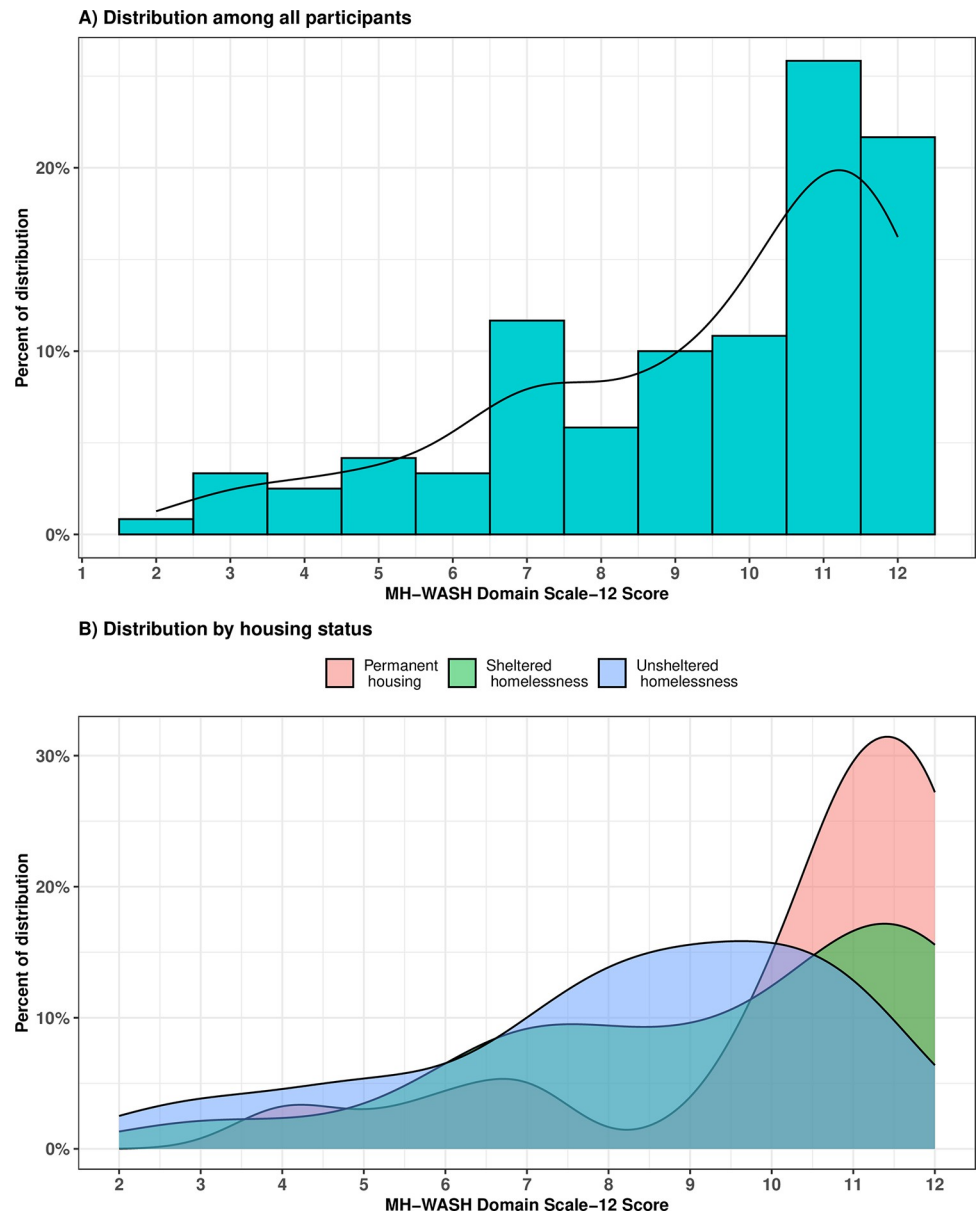 A) Distribution among all participants
Percent of distribution
20%
10%
0%
1 2 3 4 5 6 7 8 9 10 11 12
MH−WASH Domain Scale−12 Score
B) Distribution by housing status
Permanent
housing
Sheltered
homelessness
Unsheltered
homelessness
Percent of distribution
30%
20%
10%
0%
2 3 4 5 6 7 8 9 10 11 12
MH−WASH Domain Scale−12 Score